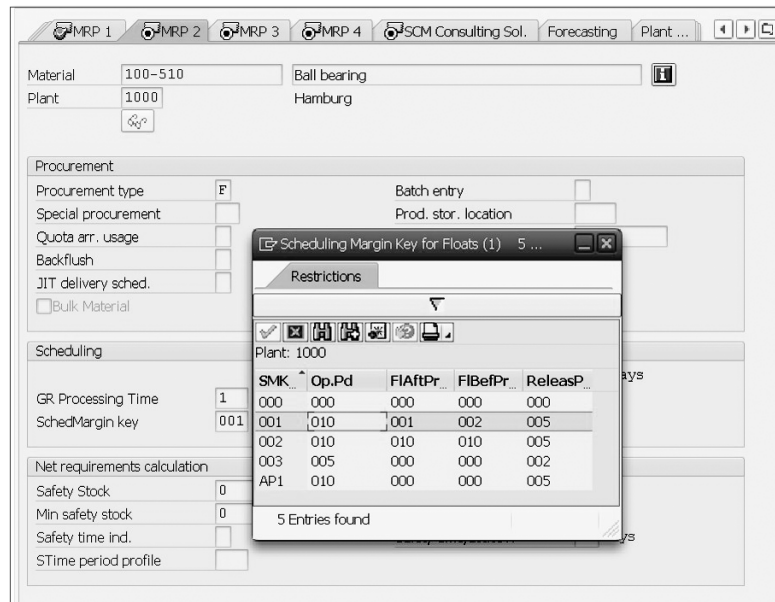 MRP 1 MRP 2 MRP 3 MRP 4 SCM Consulting Sol. Forecasting Plant ...
Material 100-510 Ball bearing
Plant 1000 Hamburg
Procurement
Procurement type F Batch entry
Special procurement Prod. stor. location
Quota arr. usage
Backflush
JIT delivery sched.
Bulk Material
Scheduling
GR Processing Time 1
SchedMargin key 001
Net requirements calculation
Safety Stock 0
Min safety stock 0
Safety time ind.
STime period profile
Scheduling Margin Key for Floats (1) 5 ...
Restrictions
Plant: 1000
SMK... Op.Pd FlAftPr... FlBefPr... ReleasP...
000 000 000 000 000
001 010 001 002 005
002 010 010 010 005
003 005 000 000 002
AP1 010 000 000 005
5 Entries found